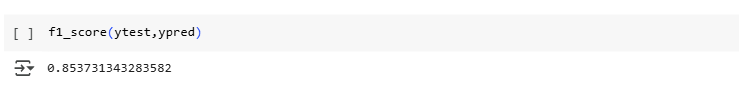 [ ] f1_score(ytest,ypred)
0.853731343283582